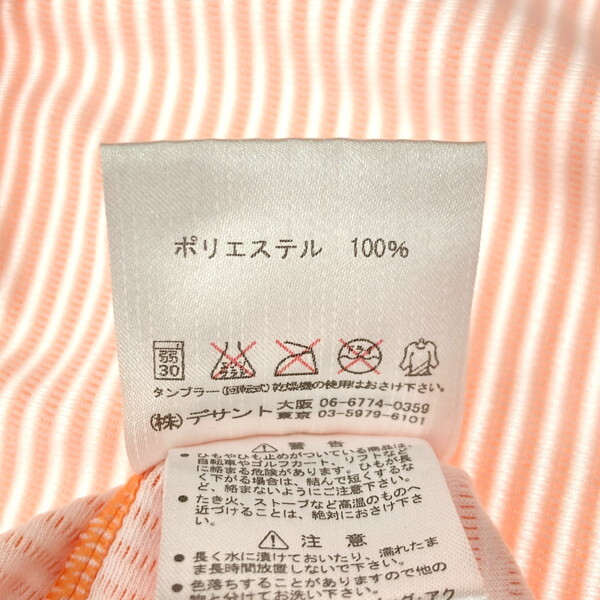 ポリエステル 100%
弱
30
エンソ
サラシ
ドライ
タンブラー(回転式)乾燥機の使用はおさけ下さい。
(株)デサント 大阪 06-6774-0359
東京 03-5979-6101
⚠ 警告
● ひもやひも止めがついている商品は、
自転車やゴルフカート、リフトなど
に絡まる危険があります。ひもが長
く下がる場合は、結んで短くするな
ど、絡まないようにご注意下さい。
● たき火、ストーブなど高温のものへ
近づけることは、絶対におさけ下さい。
⚠ 注意
● 長く水に漬けておいたり、濡れたま
ま長時間放置しないで下さい。
● 色落ちすることがありますので他の
物と分けてお洗い下さい。